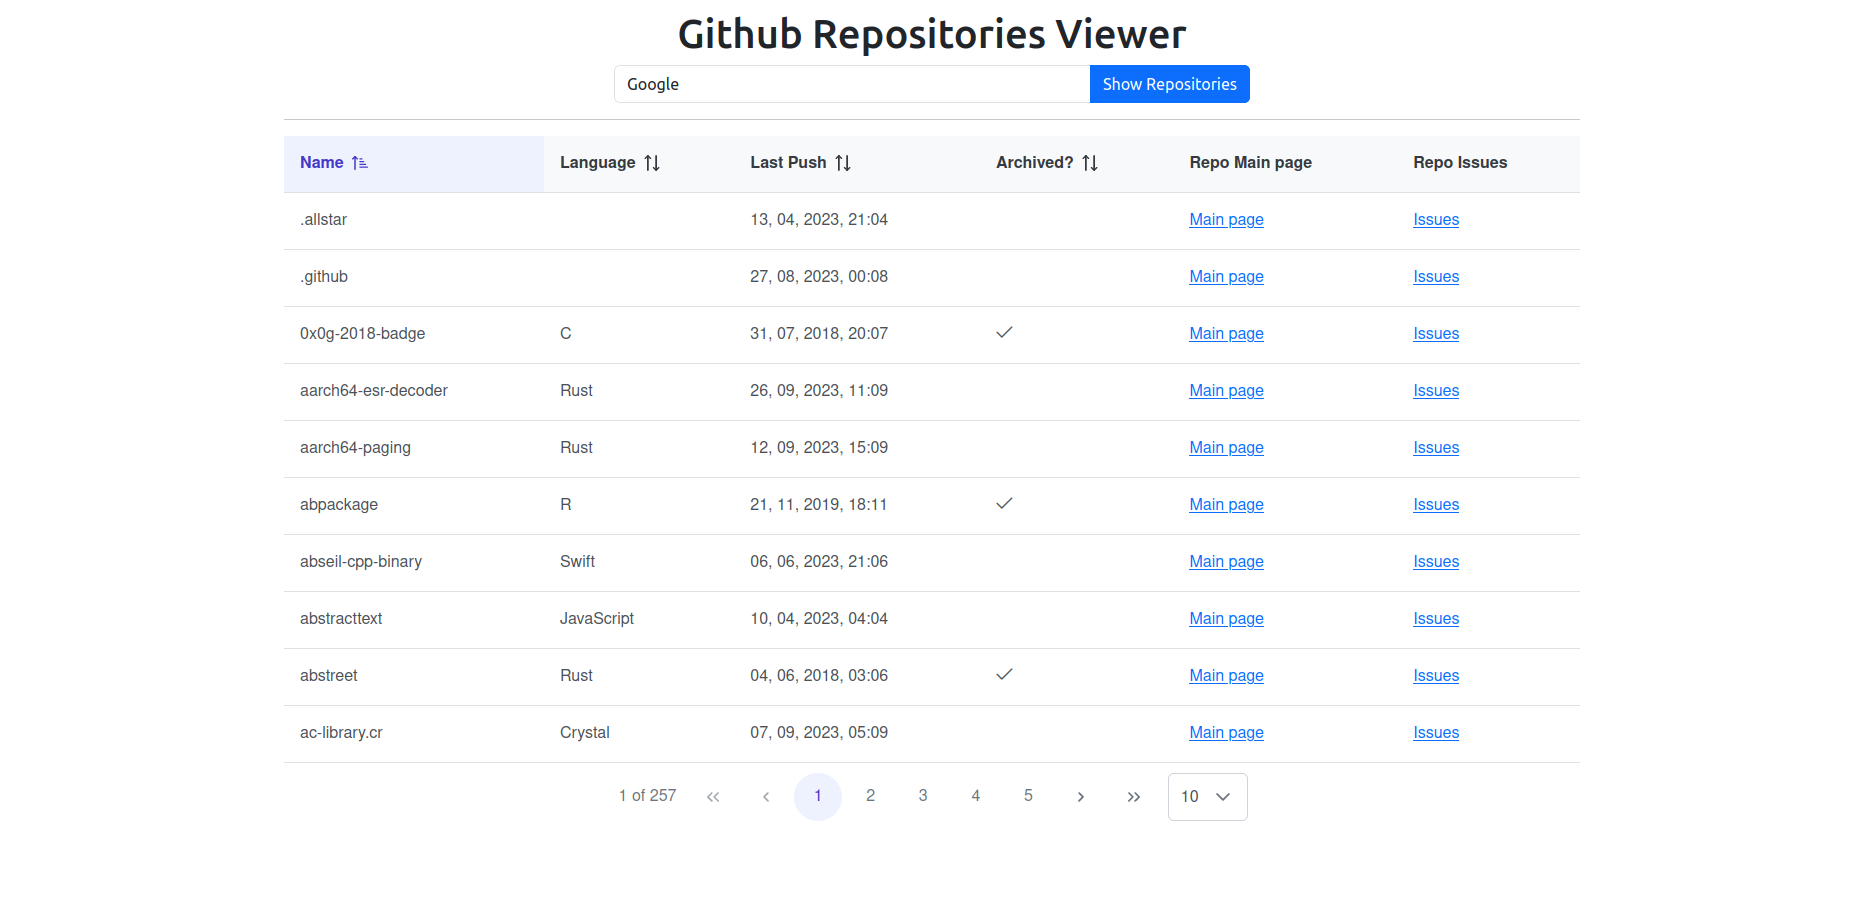 Github Repositories Viewer
Google Show Repositories
Name Language Last Push Archived? Repo Main page Repo Issues
.allstar 13, 04, 2023, 21:04 Main page Issues
.github 27, 08, 2023, 00:08 Main page Issues
0x0g-2018-badge C 31, 07, 2018, 20:07 Main page Issues
aarch64-esr-decoder Rust 26, 09, 2023, 11:09 Main page Issues
aarch64-paging Rust 12, 09, 2023, 15:09 Main page Issues
abpackage R 21, 11, 2019, 18:11 Main page Issues
abseil-cpp-binary Swift 06, 06, 2023, 21:06 Main page Issues
abstracttext JavaScript 10, 04, 2023, 04:04 Main page Issues
abstreet Rust 04, 06, 2018, 03:06 Main page Issues
ac-library.cr Crystal 07, 09, 2023, 05:09 Main page Issues
1 of 257 « ‹ 1 2 3 4 5 › » 10